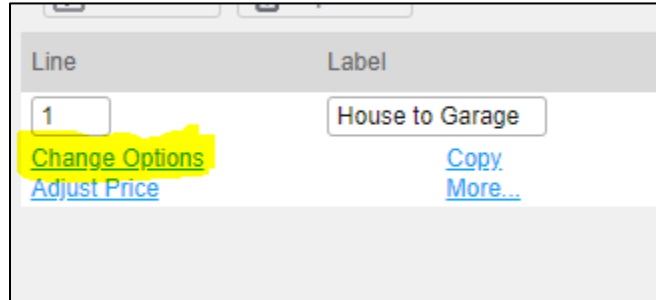 Line Label
1 House to Garage
Change Options Copy
Adjust Price More...